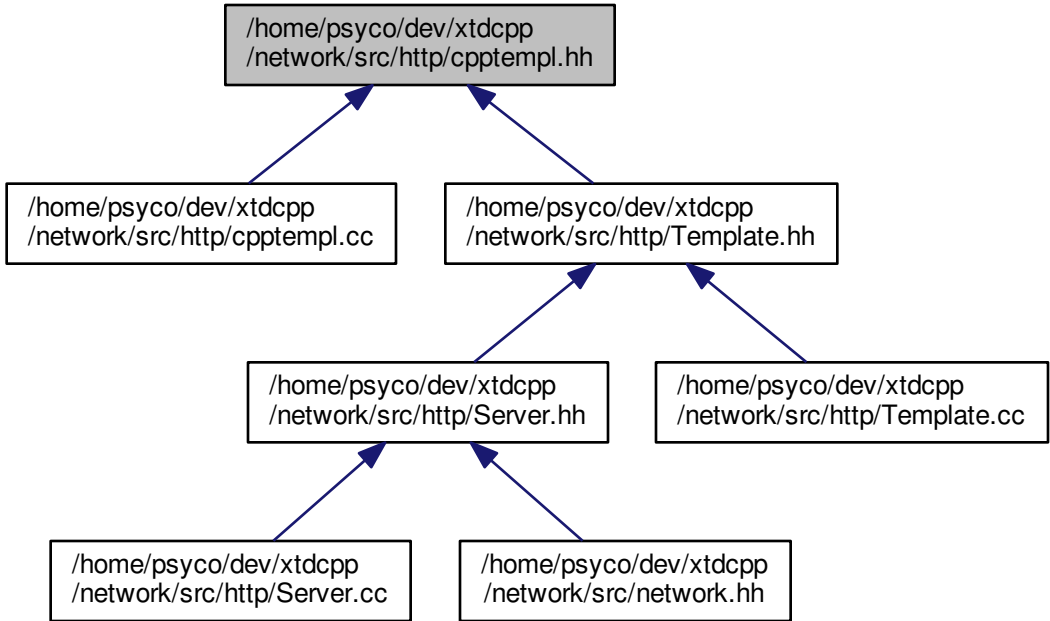 /home/psyco/dev/xtdcpp
/network/src/http/cpptempl.hh
/home/psyco/dev/xtdcpp
/network/src/http/cpptempl.cc
/home/psyco/dev/xtdcpp
/network/src/http/Template.hh
/home/psyco/dev/xtdcpp
/network/src/http/Server.hh
/home/psyco/dev/xtdcpp
/network/src/http/Template.cc
/home/psyco/dev/xtdcpp
/network/src/http/Server.cc
/home/psyco/dev/xtdcpp
/network/src/network.hh